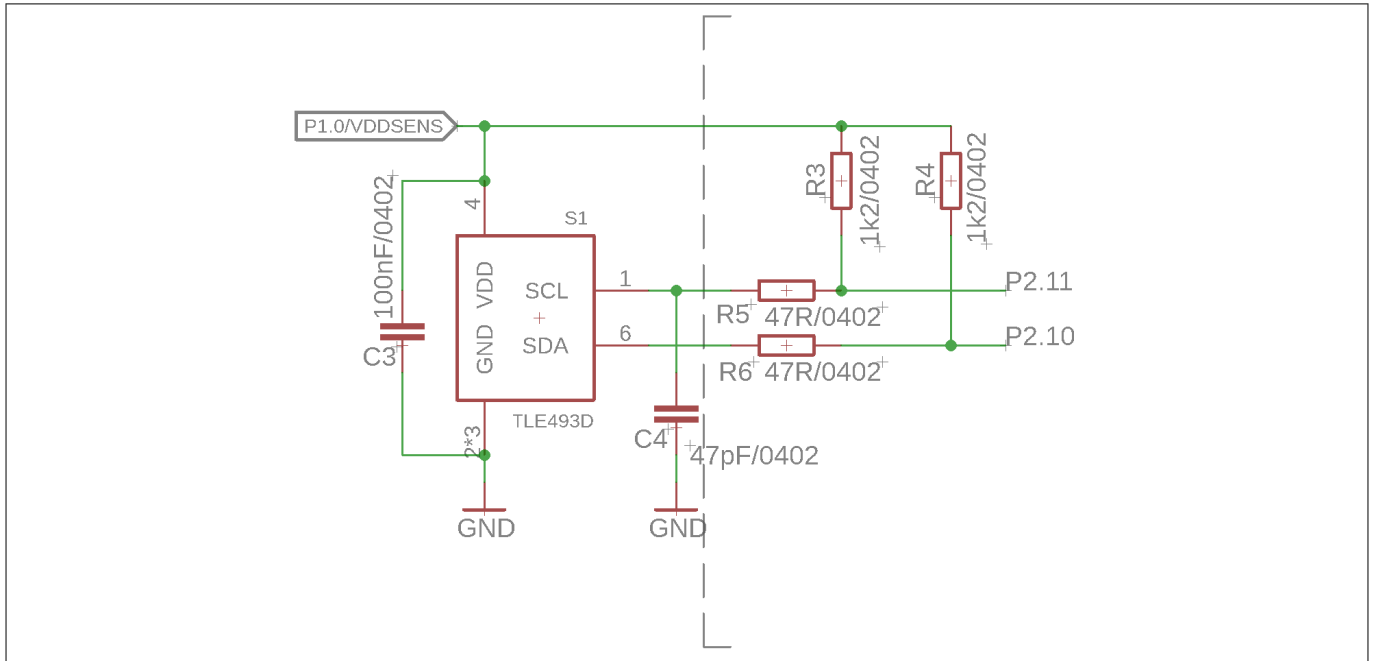 P1.0/VDDSENS
100nF/0402
C3
4
S1
VDD
GND
SCL
SDA
1
6
2*3
TLE493D
GND
C4
47pF/0402
GND
R3
1k2/0402
R4
1k2/0402
R5
47R/0402
R6
47R/0402
P2.11
P2.10